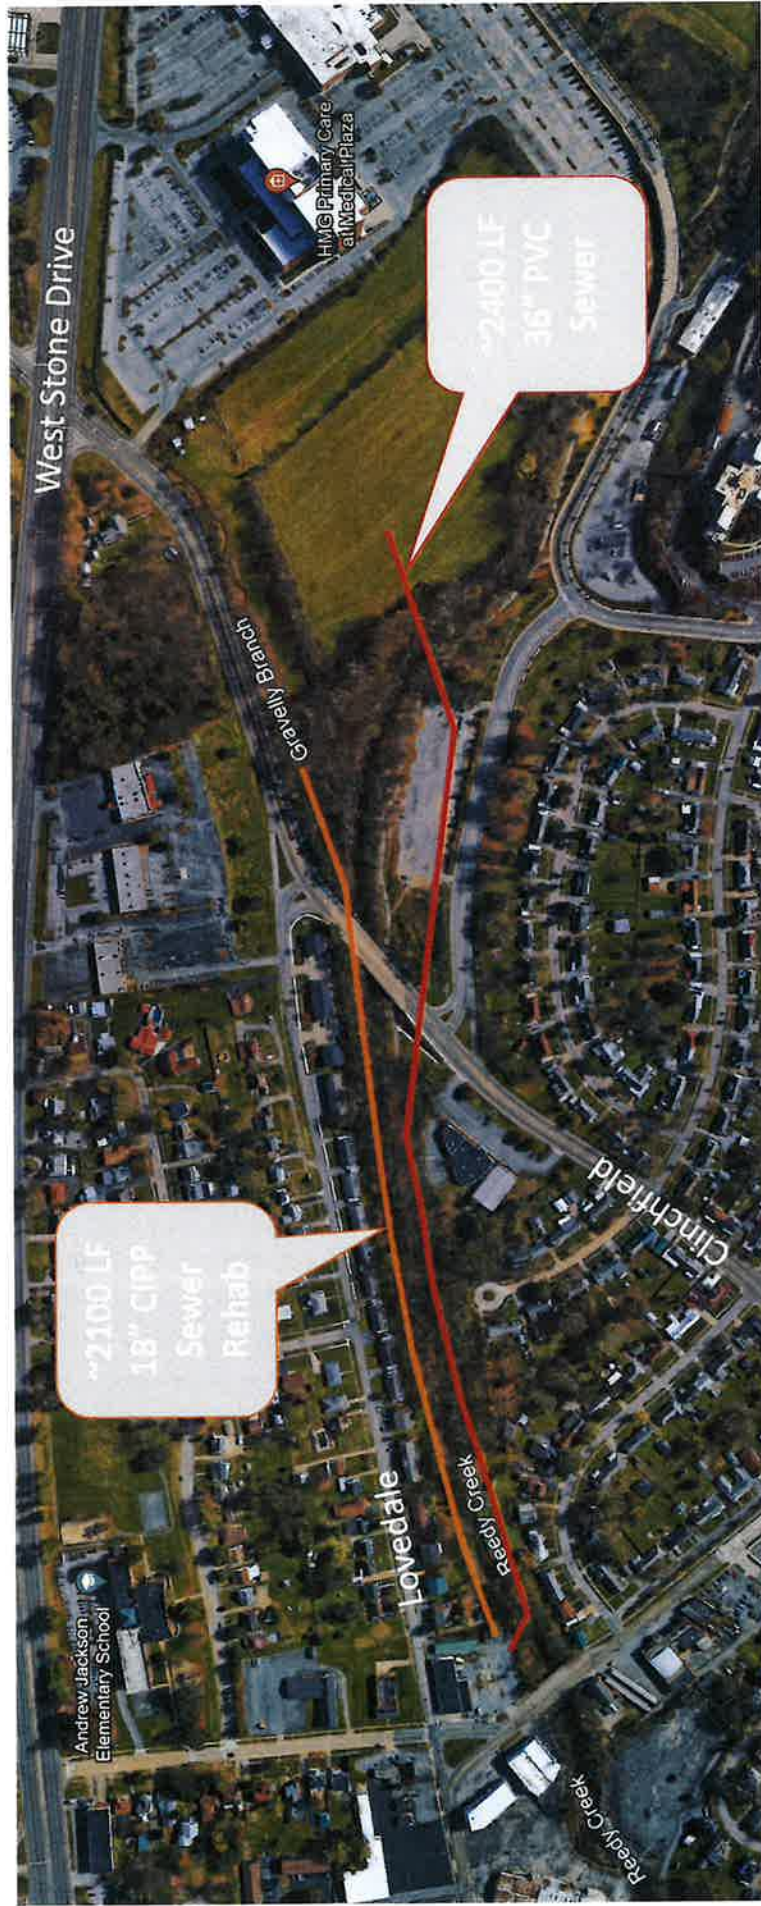 West Stone Drive
HMG Primary Care
at Medical Plaza
~2400 LF
36" PVC
Sewer
Gravelly Branch
~2100 LF
18" CIPP
Sewer
Rehab
Clinchfield
Lovedale
Reedy Creek
Andrew Jackson
Elementary School
Reedy Creek